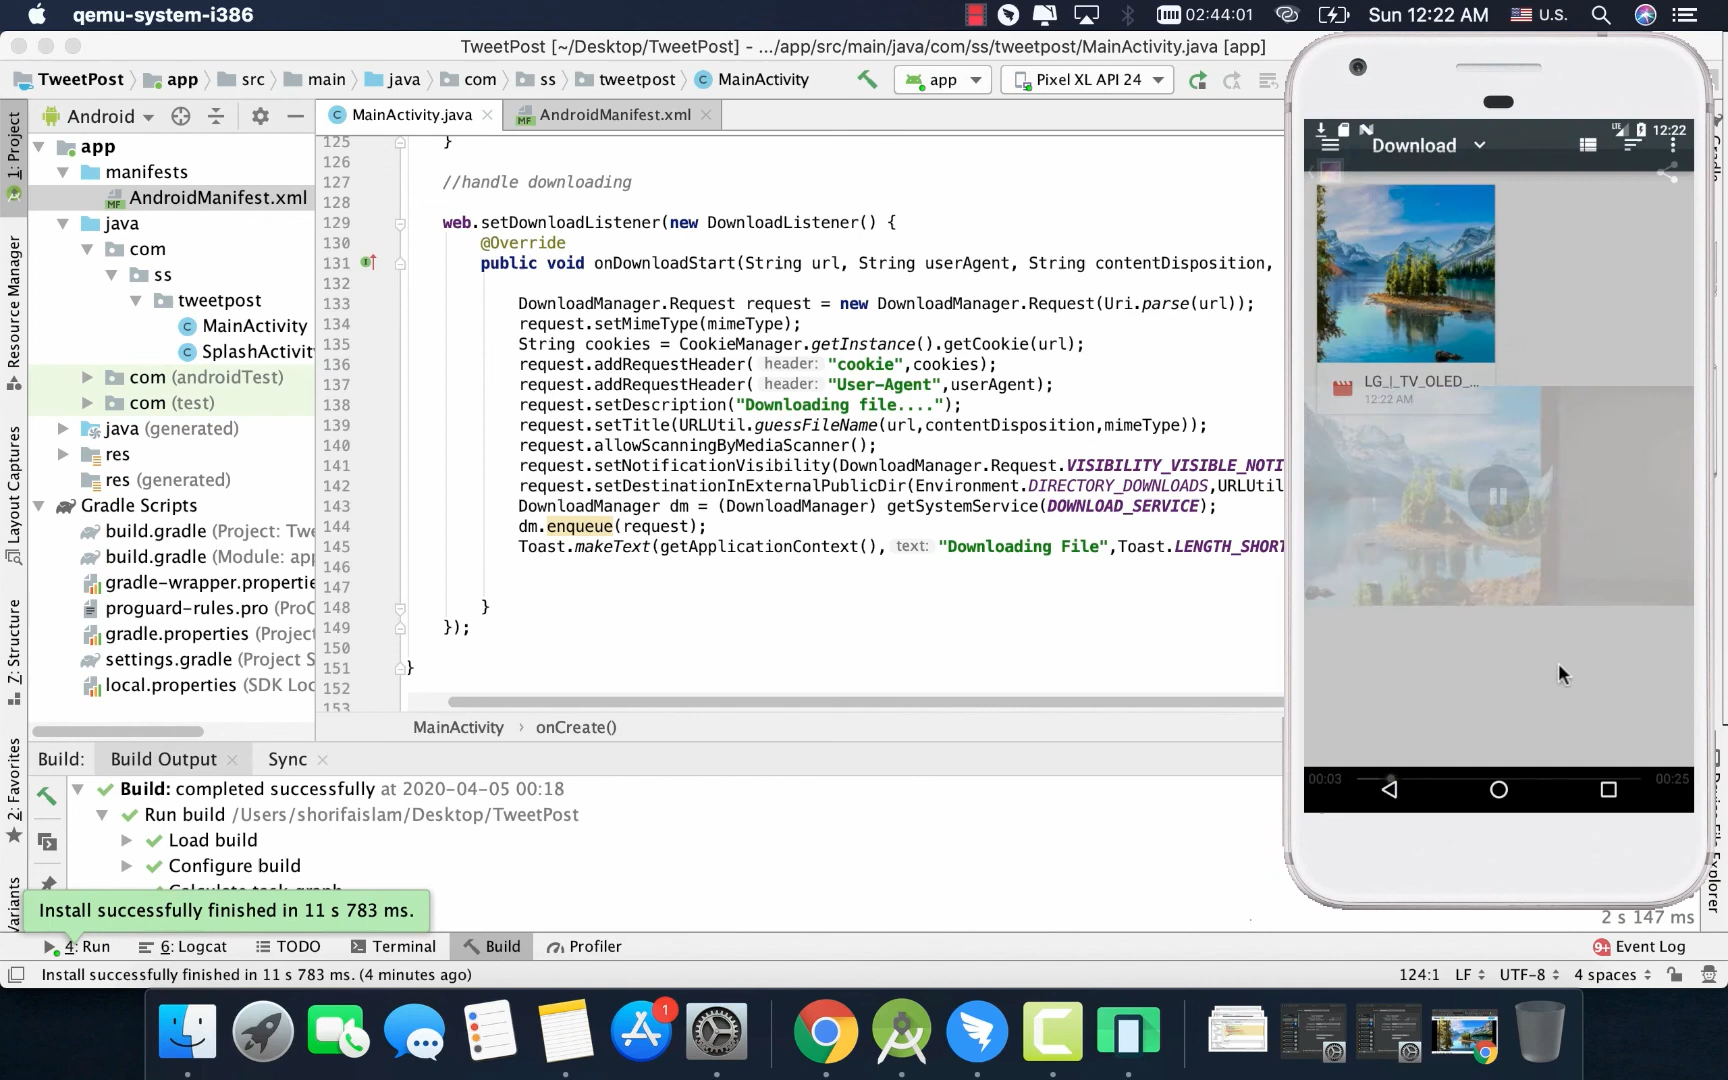 qemu-system-i386
02:44:01
Sun 12:22 AM
U.S.
TweetPost [~/Desktop/TweetPost] - .../app/src/main/java/com/ss/tweetpost/MainActivity.java [app]
TweetPost
app
src
main
java
com
ss
tweetpost
MainActivity
app
Pixel XL API 24
Android
MainActivity.java
AndroidManifest.xml
1: Project
Resource Manager
Layout Captures
Z: Structure
2: Favorites
app
manifests
AndroidManifest.xml
java
com
ss
tweetpost
MainActivity
SplashActivit
com (androidTest)
com (test)
java (generated)
res
res (generated)
Gradle Scripts
build.gradle (Project: Twe
build.gradle (Module: app
gradle-wrapper.propertie
proguard-rules.pro (ProG
gradle.properties (Project
settings.gradle (Project S
local.properties (SDK Loc
125 }
126
127 //handle downloading
128
129 web.setDownloadListener(new DownloadListener() {
130 @Override
131 public void onDownloadStart(String url, String userAgent, String contentDisposition,
132
133 DownloadManager.Request request = new DownloadManager.Request(Uri.parse(url));
134 request.setMimeType(mimeType);
135 String cookies = CookieManager.getInstance().getCookie(url);
136 request.addRequestHeader( header: "cookie",cookies);
137 request.addRequestHeader( header: "User-Agent",userAgent);
138 request.setDescription("Downloading file....");
139 request.setTitle(URLUtil.guessFileName(url,contentDisposition,mimeType));
140 request.allowScanningByMediaScanner();
141 request.setNotificationVisibility(DownloadManager.Request.VISIBILITY_VISIBLE_NOTI
142 request.setDestinationInExternalPublicDir(Environment.DIRECTORY_DOWNLOADS,URLUtil
143 DownloadManager dm = (DownloadManager) getSystemService(DOWNLOAD_SERVICE);
144 dm.enqueue(request);
145 Toast.makeText(getApplicationContext(), text: "Downloading File",Toast.LENGTH_SHORT
146
147
148 }
149 });
150
151 }
152
153
MainActivity › onCreate()
12:22
Download
LG_|_TV_OLED_...
12:22 AM
00:03
00:25
Build:
Build Output
Sync
Build: completed successfully at 2020-04-05 00:18
Run build /Users/shorifaislam/Desktop/TweetPost
Load build
Configure build
Calculate task graph
Install successfully finished in 11 s 783 ms.
2 s 147 ms
4: Run
6: Logcat
TODO
Terminal
Build
Profiler
9+
Event Log
Install successfully finished in 11 s 783 ms. (4 minutes ago)
124:1
LF
UTF-8
4 spaces
1